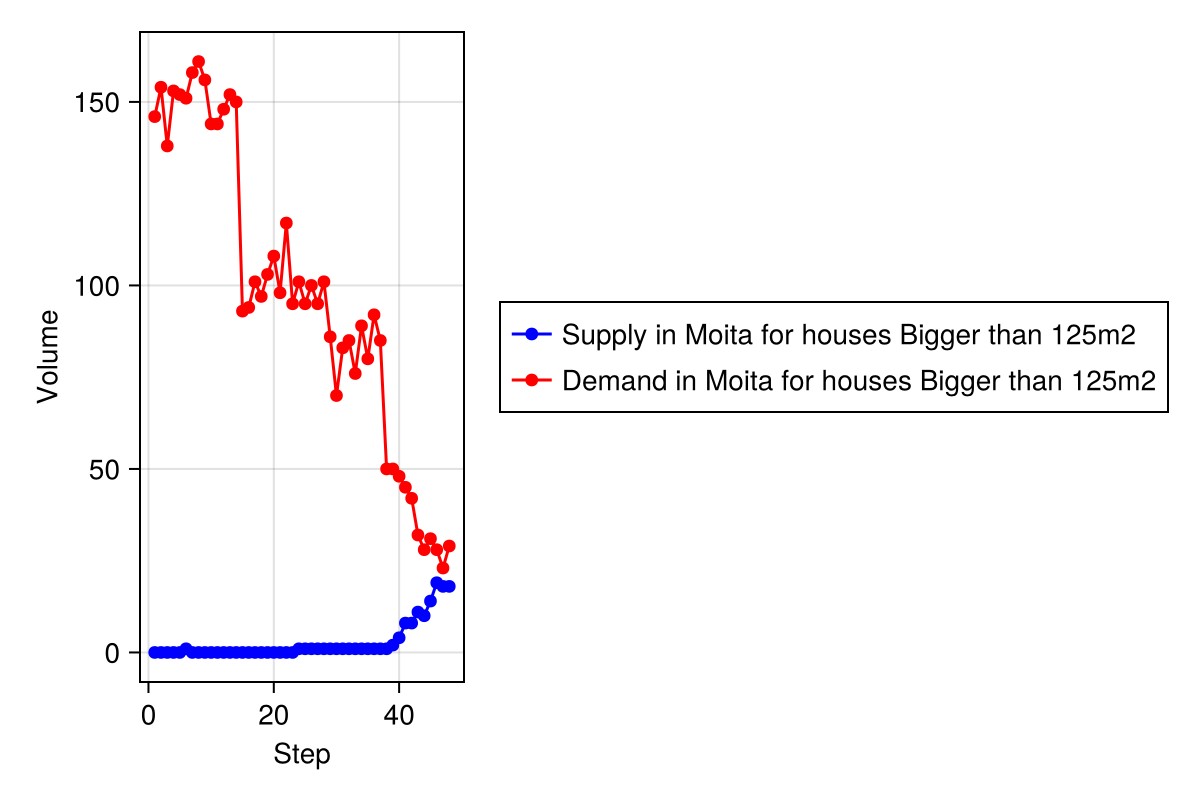 150
100
50
0
Volume
0 20 40
Step
Supply in Moita for houses Bigger than 125m2
Demand in Moita for houses Bigger than 125m2